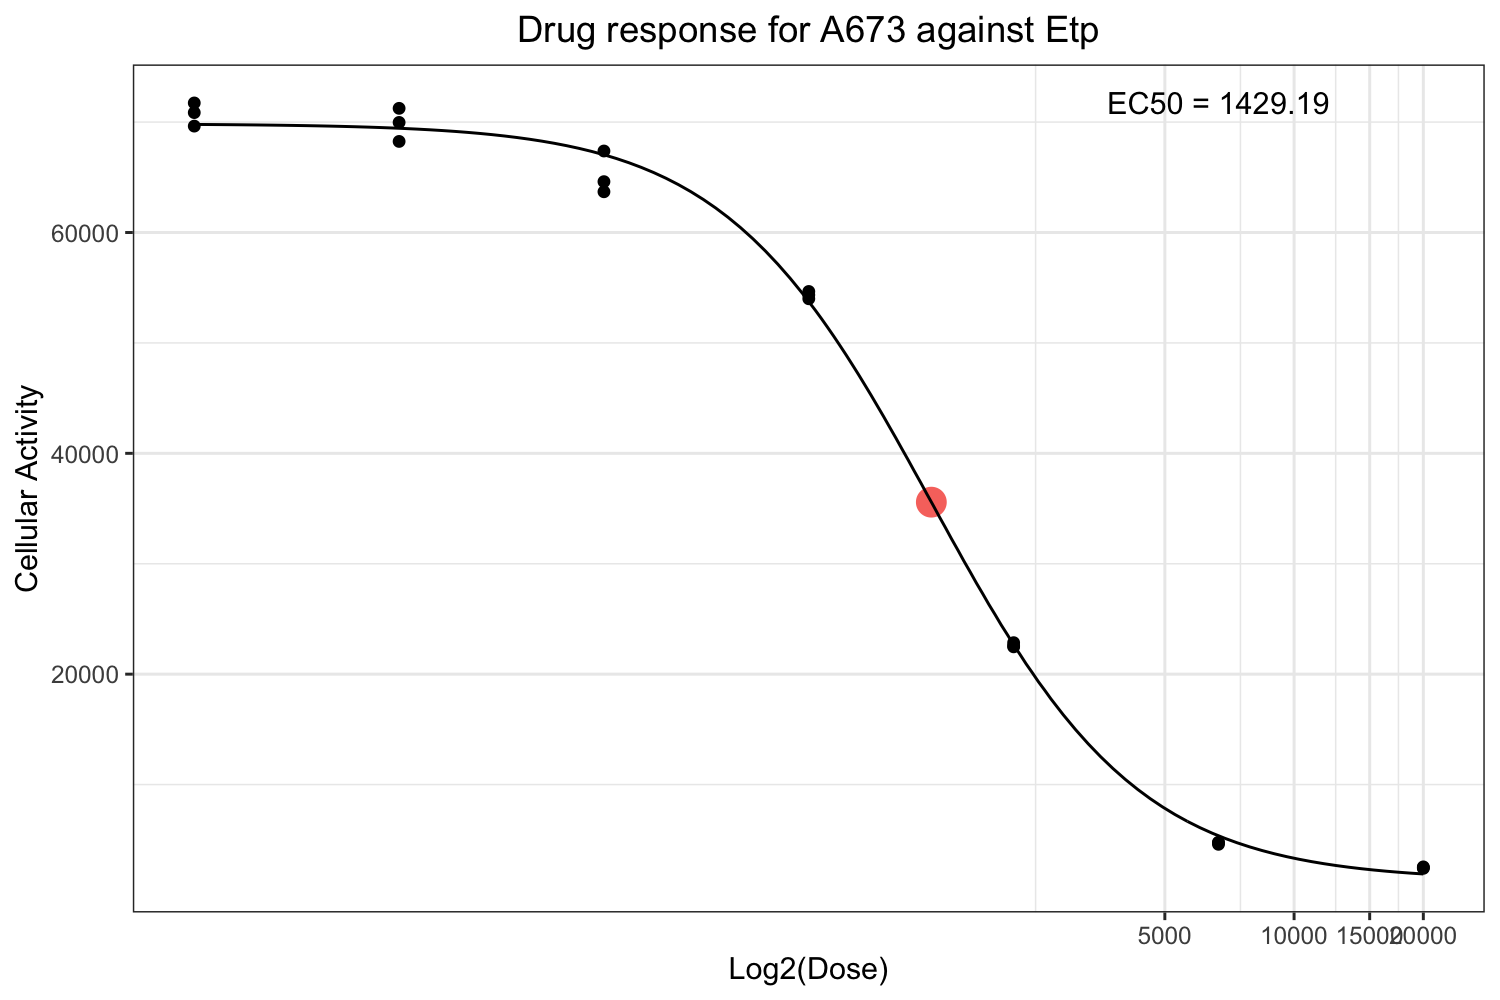 Drug response for A673 against Etp
EC50 = 1429.19
60000
40000
20000
Cellular Activity
5000 10000 15000 20000
Log2(Dose)